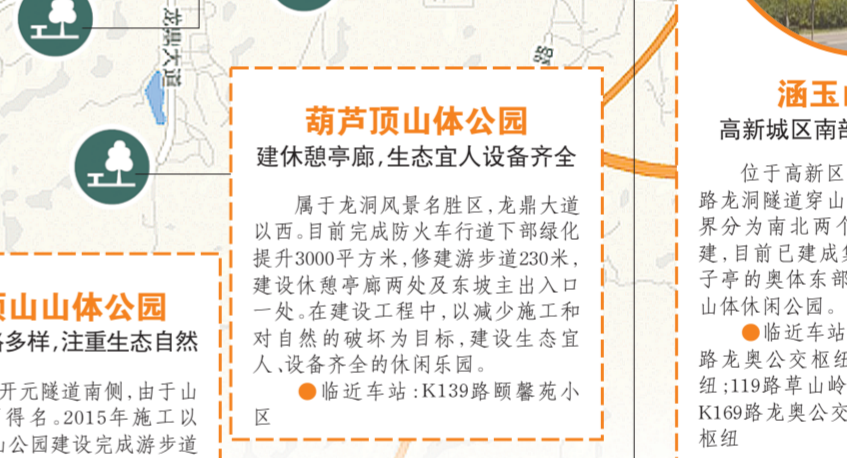 龙鼎大道
葫芦顶山体公园
建休憩亭廊,生态宜人设备齐全
属于龙洞风景名胜区,龙鼎大道
以西。目前完成防火车行道下部绿化
提升3000平方米,修建游步道230米,
建设休憩亭廊两处及东坡主出入口
一处。在建设工程中,以减少施工和
对自然的破坏为目标,建设生态宜
人、设备齐全的休闲乐园。
●临近车站:K139路颐馨苑小
区
顶山山体公园
多样,注重生态自然
开元隧道南侧,由于山
得名。2015年施工以
山公园建设完成游步道
涵玉
高新城区南部
位于高新区
路龙洞隧道穿山
界分为南北两个
建,目前已建成集
子亭的奥体东部
山体休闲公园。
●临近车站
路龙奥公交枢纽
纽;119路草山岭
K169路龙奥公交
枢纽